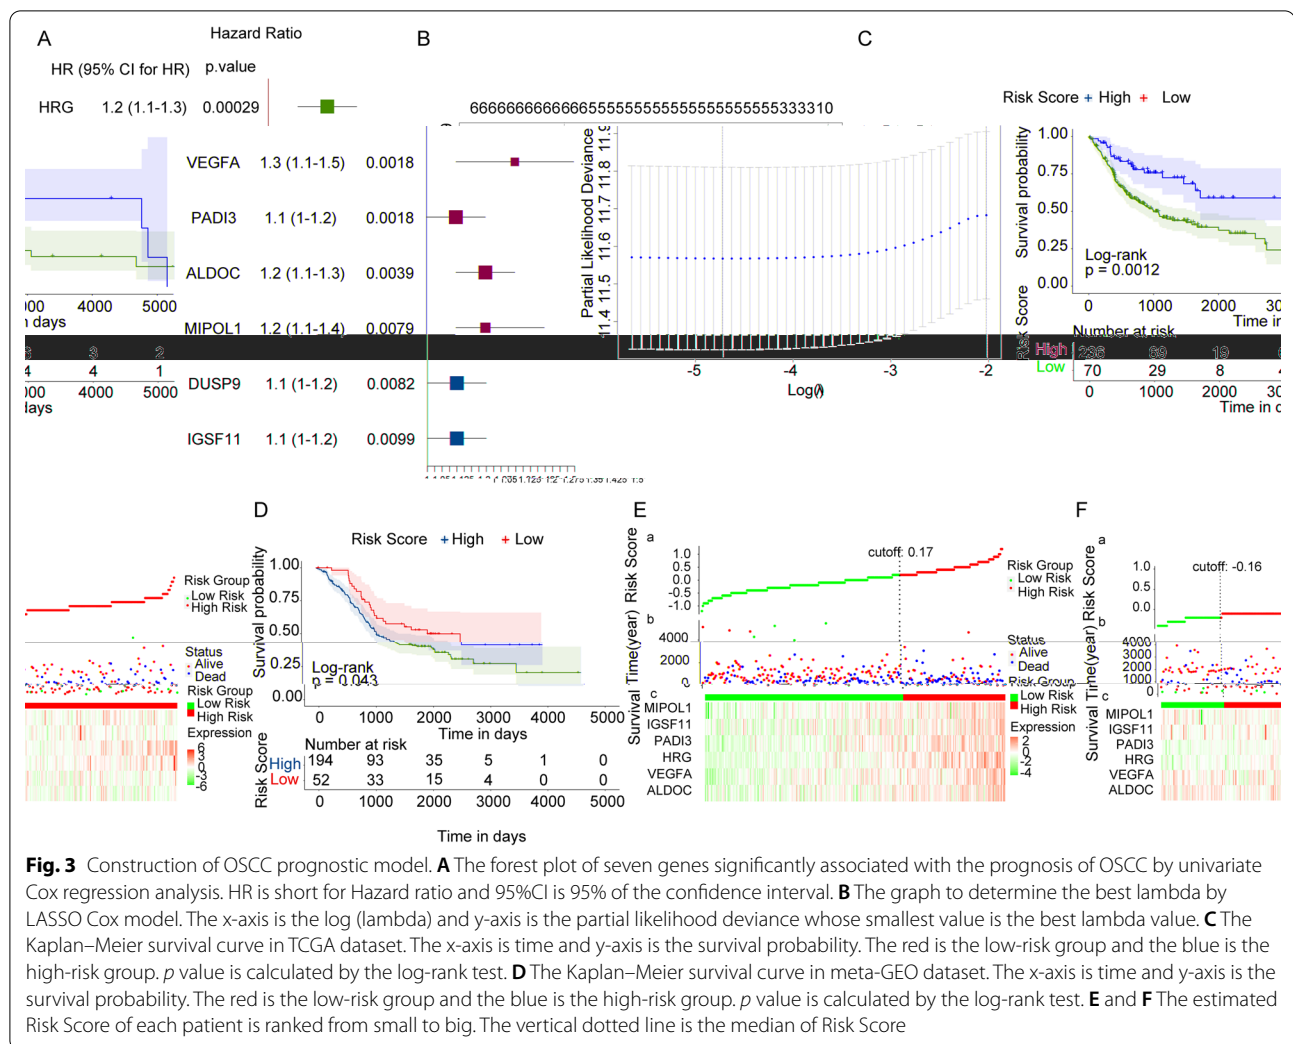 A
Hazard Ratio
HR (95% CI for HR) p.value
HRG 1.2 (1.1-1.3) 0.00029
VEGFA 1.3 (1.1-1.5) 0.0018
PADI3 1.1 (1-1.2) 0.0018
ALDOC 1.2 (1.1-1.3) 0.0039
MIPOL1 1.2 (1.1-1.4) 0.0079
DUSP9 1.1 (1-1.2) 0.0082
IGSF11 1.1 (1-1.2) 0.0099
4000 5000
n days
3 2
4 4 1
000 4000 5000
days
B
Partial Likelihood Deviance
11.8
11.7
11.6
11.5
11.4
-5 -4 -3 -2
C
Risk Score + High + Low
Survival probability
1.00
0.75
0.50
0.25
0.00
Log-rank
p = 0.0012
0 1000 2000
Number at risk
Risk Score
High 19
Low 70 29 8 4
0 1000 2000
D
Risk Score + High + Low
Survival probability
1.00
0.75
0.50
0.25
0.00
Log-rank
p = 0.043
0 1000 2000 3000 4000 5000
Time in days
Number at risk
Risk Score
High 194 93 35 5 1 0
Low 52 33 15 4 0 0
0 1000 2000 3000 4000 5000
Time in days
Risk Group
Low Risk
High Risk
Status
Alive
Dead
Risk Group
Low Risk
High Risk
Expression
6
3
0
-3
-6
E
a
Risk Score
1.0
0.5
0.0
-0.5
-1.0
cutoff: 0.17
Risk Group
Low Risk
High Risk
b
Survival Time(year)
4000
2000
0
Status
Alive
Dead
Risk Group
Low Risk
High Risk
c
MIPOL1
IGSF11
PADI3
HRG
VEGFA
ALDOC
Expression
2
0
-2
-4
F
a
Risk Score
1.0
0.5
0.0
cutoff: -0.16
b
Survival Time(year)
4000
3000
2000
1000
0
c
MIPOL1
IGSF11
PADI3
HRG
VEGFA
ALDOC
Fig. 3 Construction of OSCC prognostic model. A The forest plot of seven genes significantly associated with the prognosis of OSCC by univariate
Cox regression analysis. HR is short for Hazard ratio and 95%CI is 95% of the confidence interval. B The graph to determine the best lambda by
LASSO Cox model. The x-axis is the log (lambda) and y-axis is the partial likelihood deviance whose smallest value is the best lambda value. C The
Kaplan–Meier survival curve in TCGA dataset. The x-axis is time and y-axis is the survival probability. The red is the low-risk group and the blue is the
high-risk group. p value is calculated by the log-rank test. D The Kaplan–Meier survival curve in meta-GEO dataset. The x-axis is time and y-axis is the
survival probability. The red is the low-risk group and the blue is the high-risk group. p value is calculated by the log-rank test. E and F The estimated
Risk Score of each patient is ranked from small to big. The vertical dotted line is the median of Risk Score